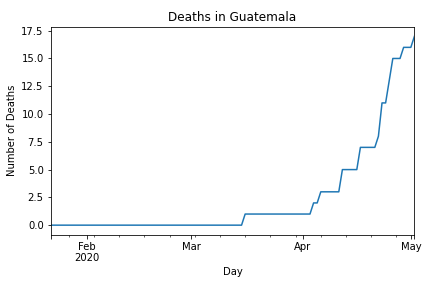 Deaths in Guatemala
17.5
15.0
12.5
10.0
7.5
5.0
2.5
0.0
Number of Deaths
Feb
2020
Mar
Apr
May
Day